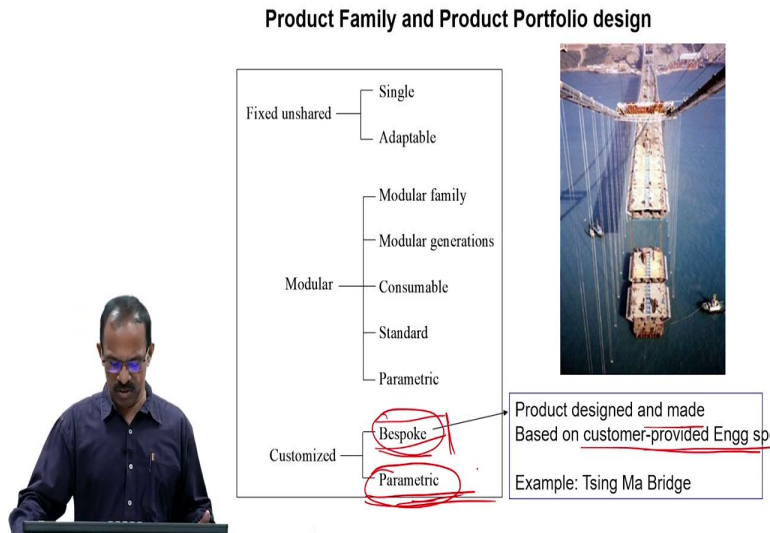 Product Family and Product Portfolio design
Single
Fixed unshared
Adaptable
Modular family
Modular generations
Modular
Consumable
Standard
Parametric
Bespoke
Customized
Parametric
Product designed and made
Based on customer-provided Engg sp
Example: Tsing Ma Bridge